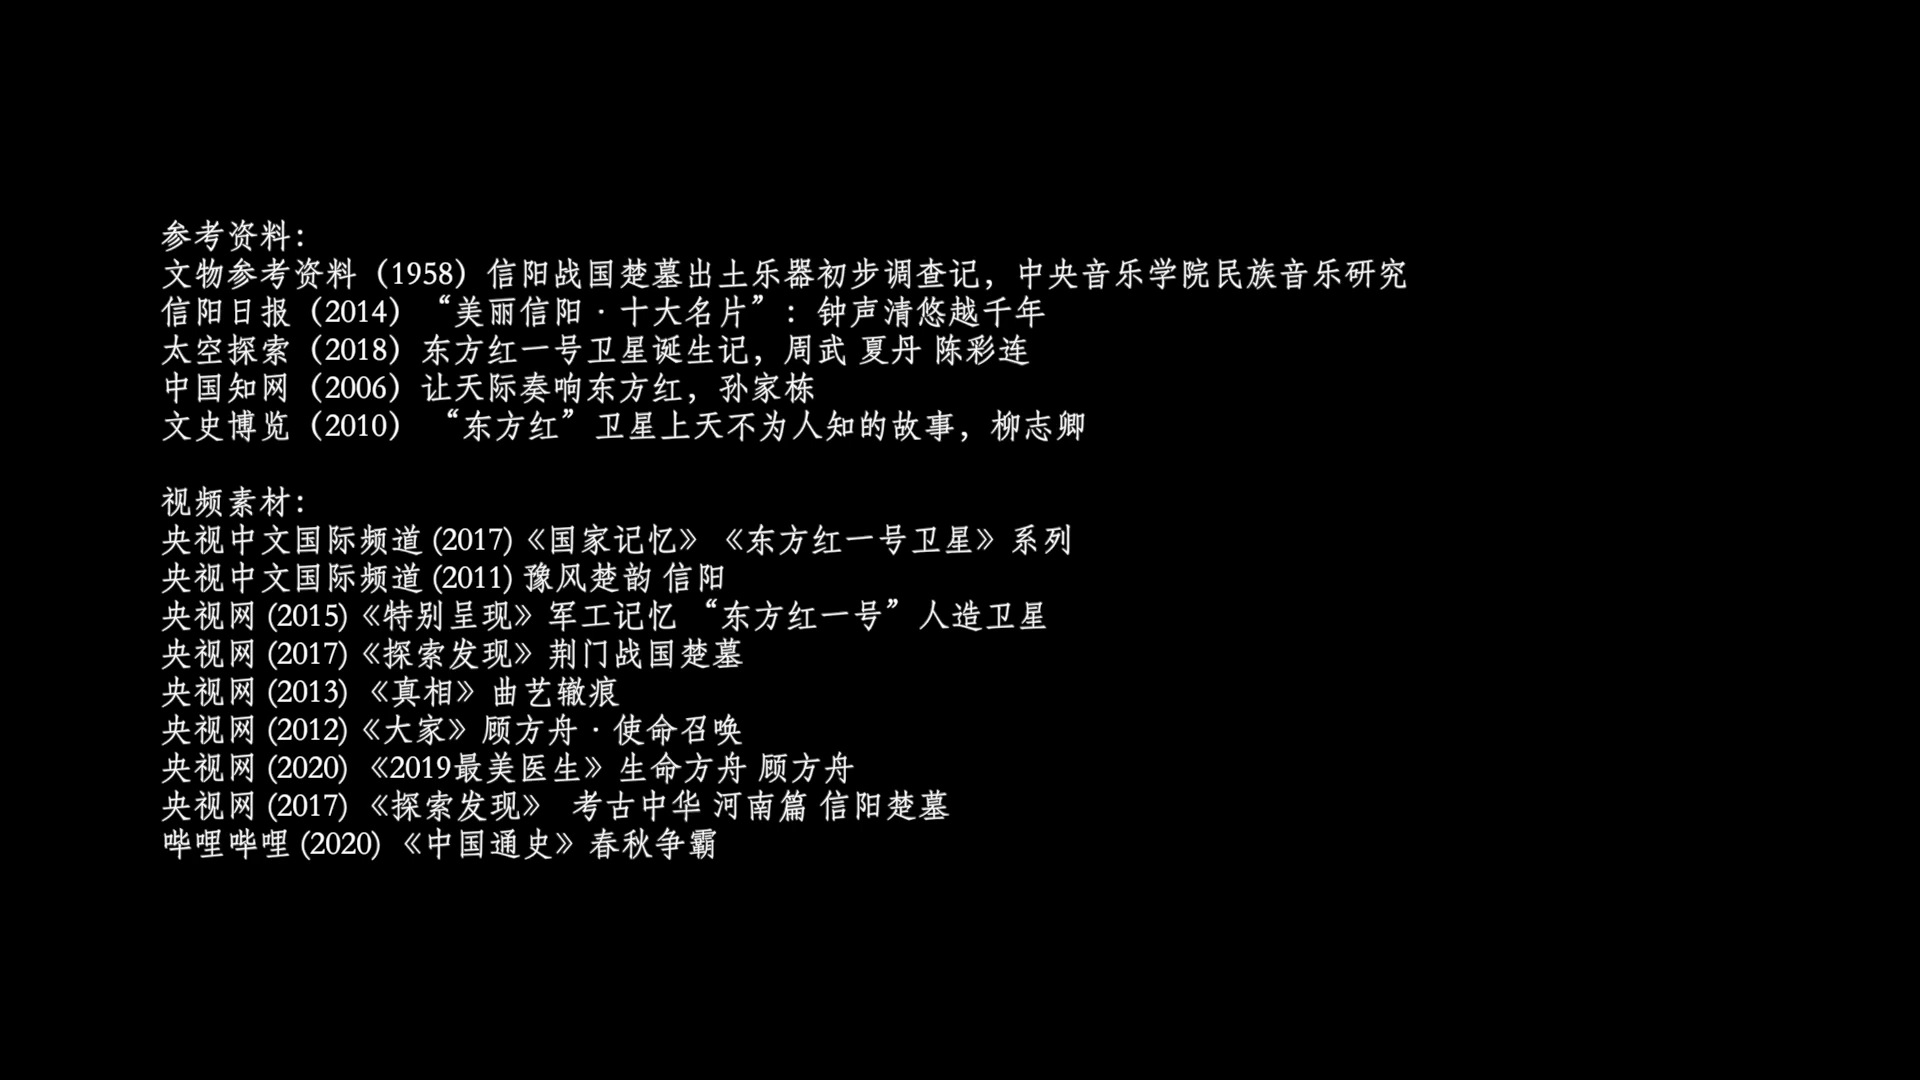 参考资料：
文物参考资料（1958）信阳战国楚墓出土乐器初步调查记，中央音乐学院民族音乐研究
信阳日报（2014）“美丽信阳·十大名片”：钟声清悠越千年
太空探索（2018）东方红一号卫星诞生记，周武 夏丹 陈彩连
中国知网（2006）让天际奏响东方红，孙家栋
文史博览（2010）“东方红”卫星上天不为人知的故事，柳志卿
视频素材：
央视中文国际频道 (2017)《国家记忆》《东方红一号卫星》系列
央视中文国际频道 (2011) 豫风楚韵 信阳
央视网 (2015)《特别呈现》军工记忆 “东方红一号”人造卫星
央视网 (2017)《探索发现》荆门战国楚墓
央视网 (2013) 《真相》曲艺辙痕
央视网 (2012)《大家》顾方舟·使命召唤
央视网 (2020) 《2019最美医生》生命方舟 顾方舟
央视网 (2017) 《探索发现》 考古中华 河南篇 信阳楚墓
哔哩哔哩 (2020) 《中国通史》春秋争霸